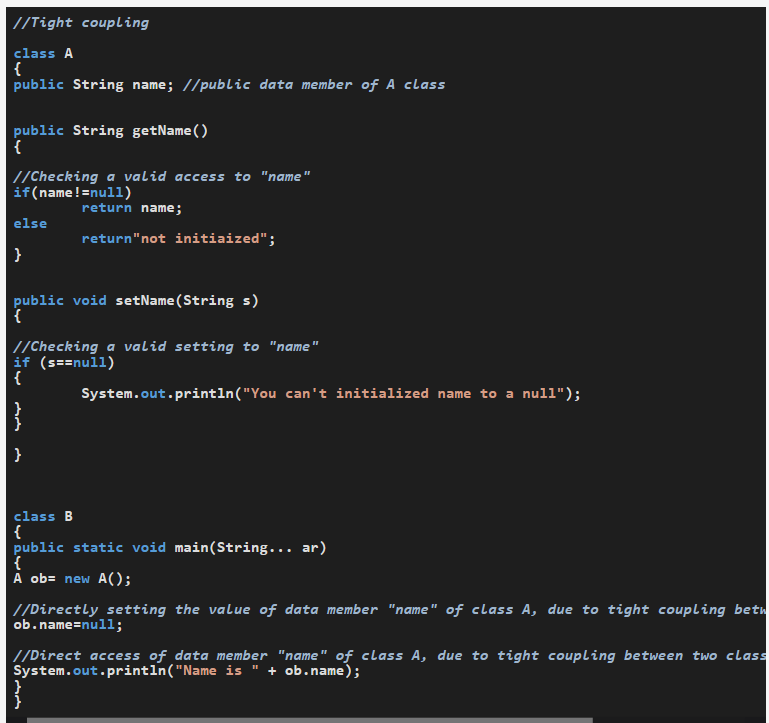 //Tight coupling
class A
{
public String name; //public data member of A class
public String getName()
{
//Checking a valid access to "name"
if(name!=null)
return name;
else
return"not initiaized";
}
public void setName(String s)
{
//Checking a valid setting to "name"
if (s==null)
{
System.out.println("You can't initialized name to a null");
}
}
}
class B
{
public static void main(String... ar)
{
A ob= new A();
//Directly setting the value of data member "name" of class A, due to tight coupling betw
ob.name=null;
//Direct access of data member "name" of class A, due to tight coupling between two class
System.out.println("Name is " + ob.name);
}
}